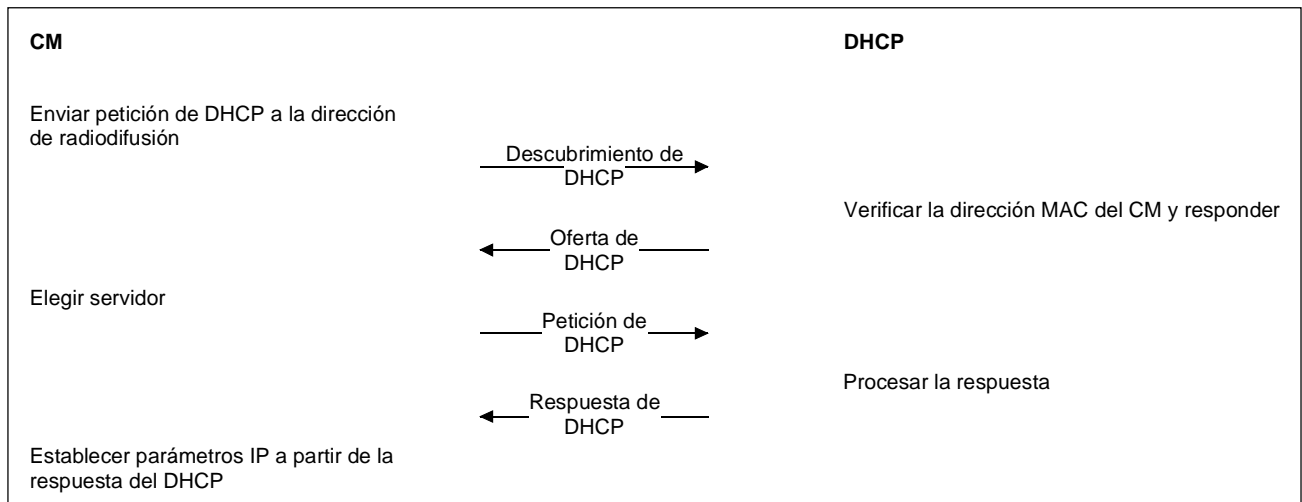 CM
DHCP
Enviar petición de DHCP a la dirección
de radiodifusión
Descubrimiento de
DHCP
Verificar la dirección MAC del CM y responder
Oferta de
DHCP
Elegir servidor
Petición de
DHCP
Procesar la respuesta
Respuesta de
DHCP
Establecer parámetros IP a partir de la
respuesta del DHCP